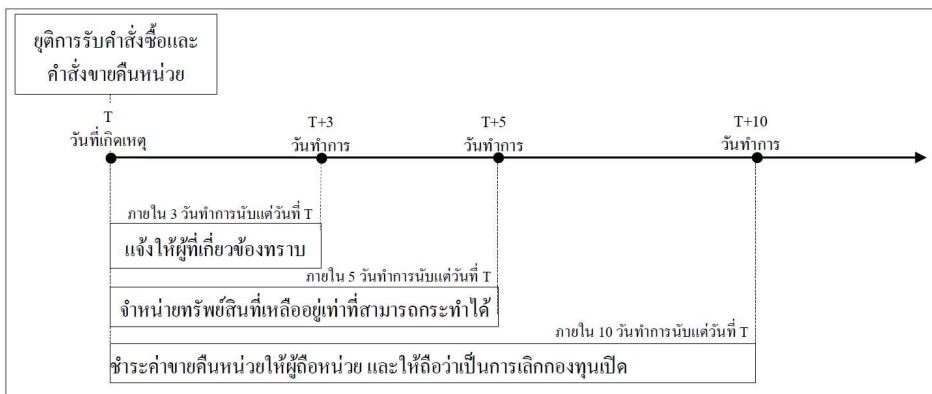 ยุติการรับคำสั่งซื้อและ
คำสั่งขายคืนหน่วย
T
วันที่เกิดเหตุ
T+3
วันทำการ
T+5
วันทำการ
T+10
วันทำการ
ภายใน 3 วันทำการนับแต่วันที่ T
แจ้งให้ผู้ที่เกี่ยวข้องทราบ
ภายใน 5 วันทำการนับแต่วันที่ T
จำหน่ายทรัพย์สินที่เหลืออยู่เท่าที่สามารถกระทำได้
ภายใน 10 วันทำการนับแต่วันที่ T
ชำระค่าขายคืนหน่วยให้ผู้ถือหน่วย และให้ถือว่าเป็นการเลิกกองทุนเปิด